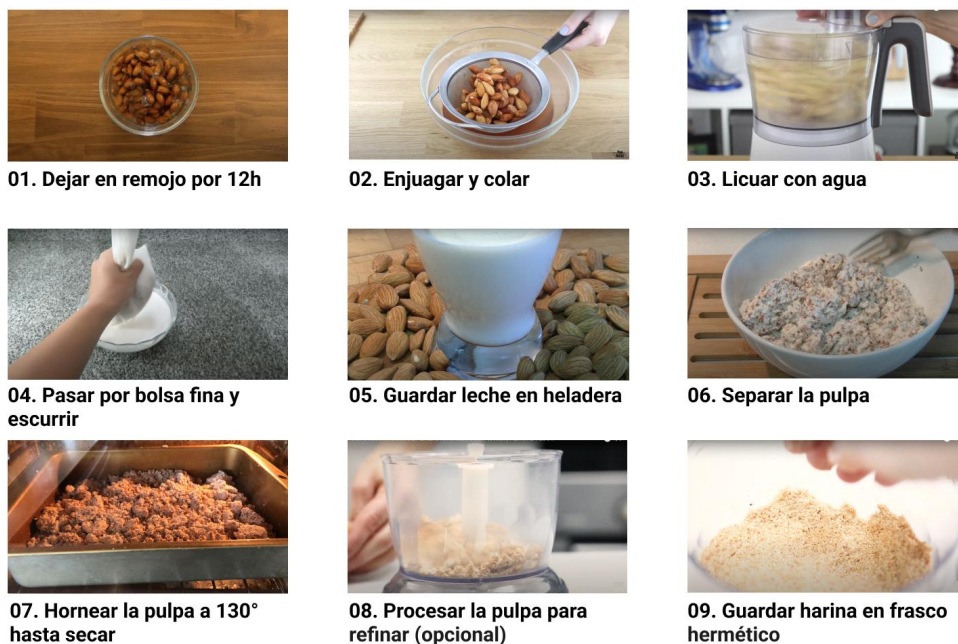 01. Dejar en remojo por 12h
02. Enjuagar y colar
03. Licuar con agua
04. Pasar por bolsa fina y
escurrir
05. Guardar leche en heladera
06. Separar la pulpa
07. Hornear la pulpa a 130°
hasta secar
08. Procesar la pulpa para
refinar (opcional)
09. Guardar harina en frasco
hermético